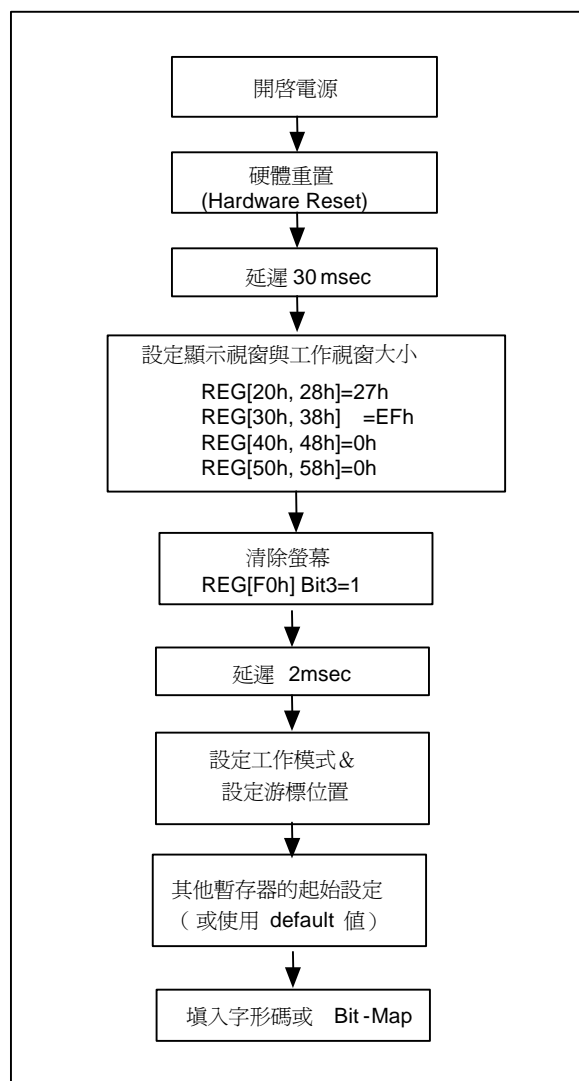 開啓電源
硬體重置
(Hardware Reset)
延遲 30 msec
設定顯示視窗與工作視窗大小
REG[20h, 28h]=27h
REG[30h, 38h] =EFh
REG[40h, 48h]=0h
REG[50h, 58h]=0h
清除螢幕
REG[F0h] Bit3=1
延遲 2msec
設定工作模式&
設定游標位置
其他暫存器的起始設定
（或使用 default 值）
填入字形碼或 Bit-Map